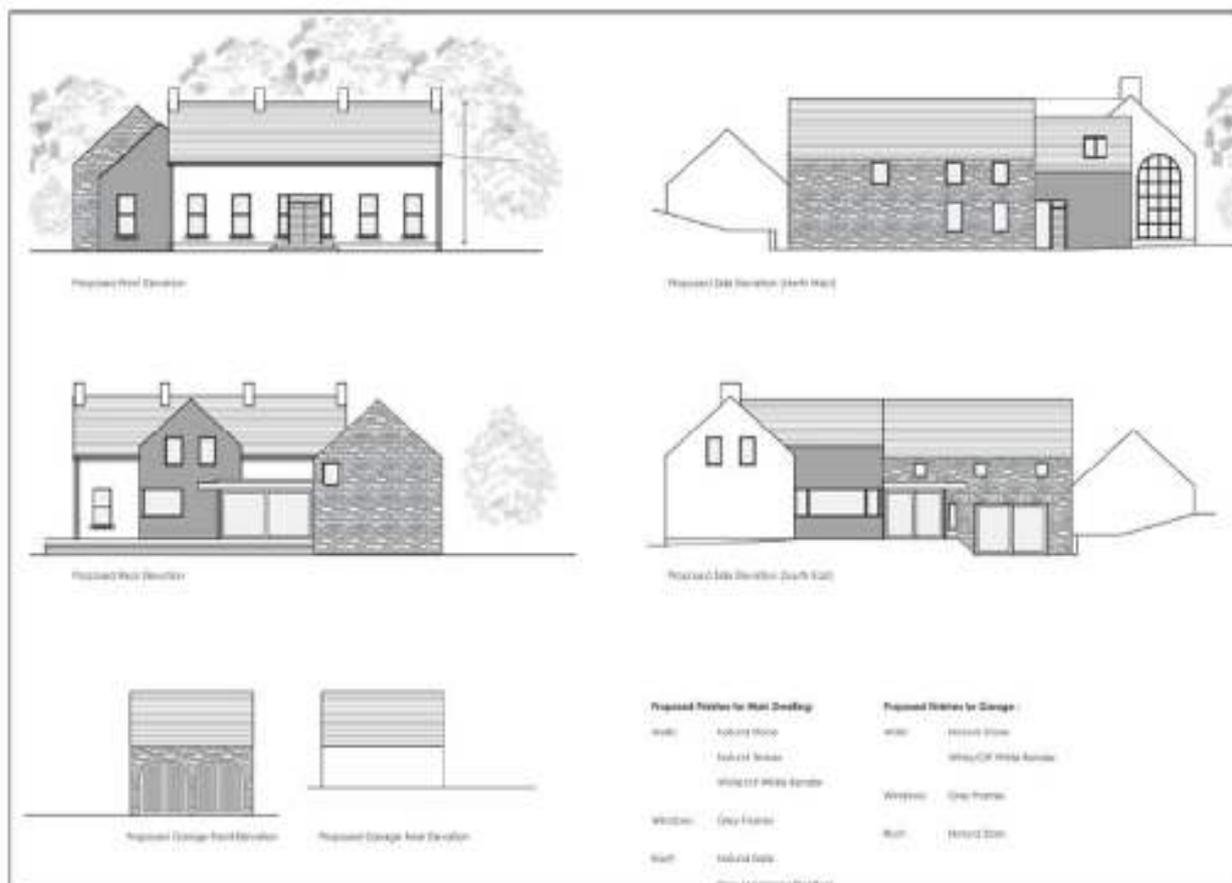 Proposed Front Elevation
Proposed Side Elevation (North West)
Proposed Rear Elevation
Proposed Side Elevation (South East)
Proposed Garage Front Elevation
Proposed Garage Rear Elevation
Proposed Finishes for Main Dwelling:
Walls: Natural Stone
Natural
White/Off White Render
Windows: Grey Frames
Roof: Natural Slate
Proposed Finishes for Garage :
Walls: Natural Stone
White/Off White Render
Windows: Grey Frames
Roof: Natural Slate